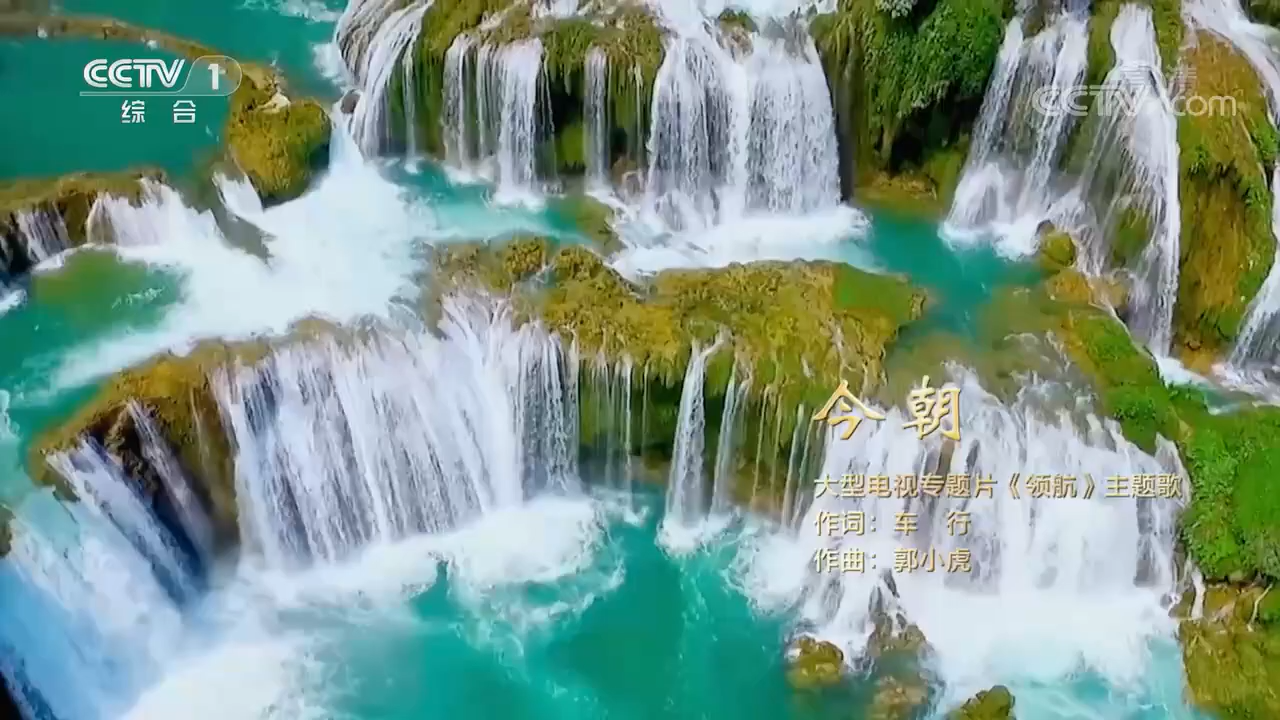 CCTV 1
综合
CCTV.com
今朝
大型电视专题片《领航》主题歌
作词：车 行
作曲：郭小虎